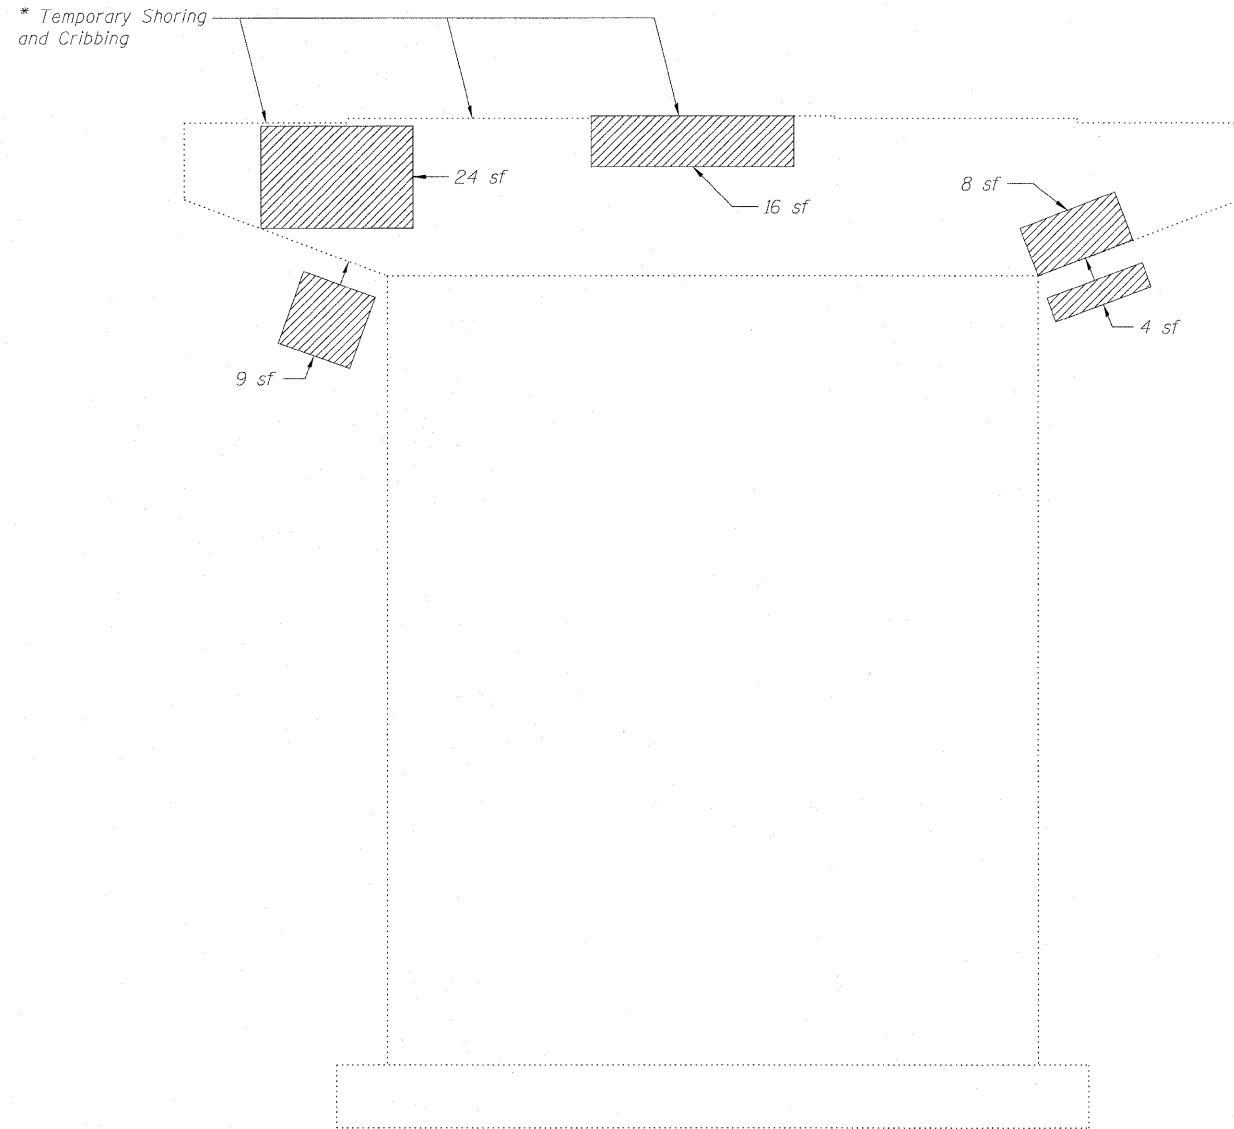 * Temporary Shoring
and Cribbing
24 sf
16 sf
8 sf
4 sf
9 sf